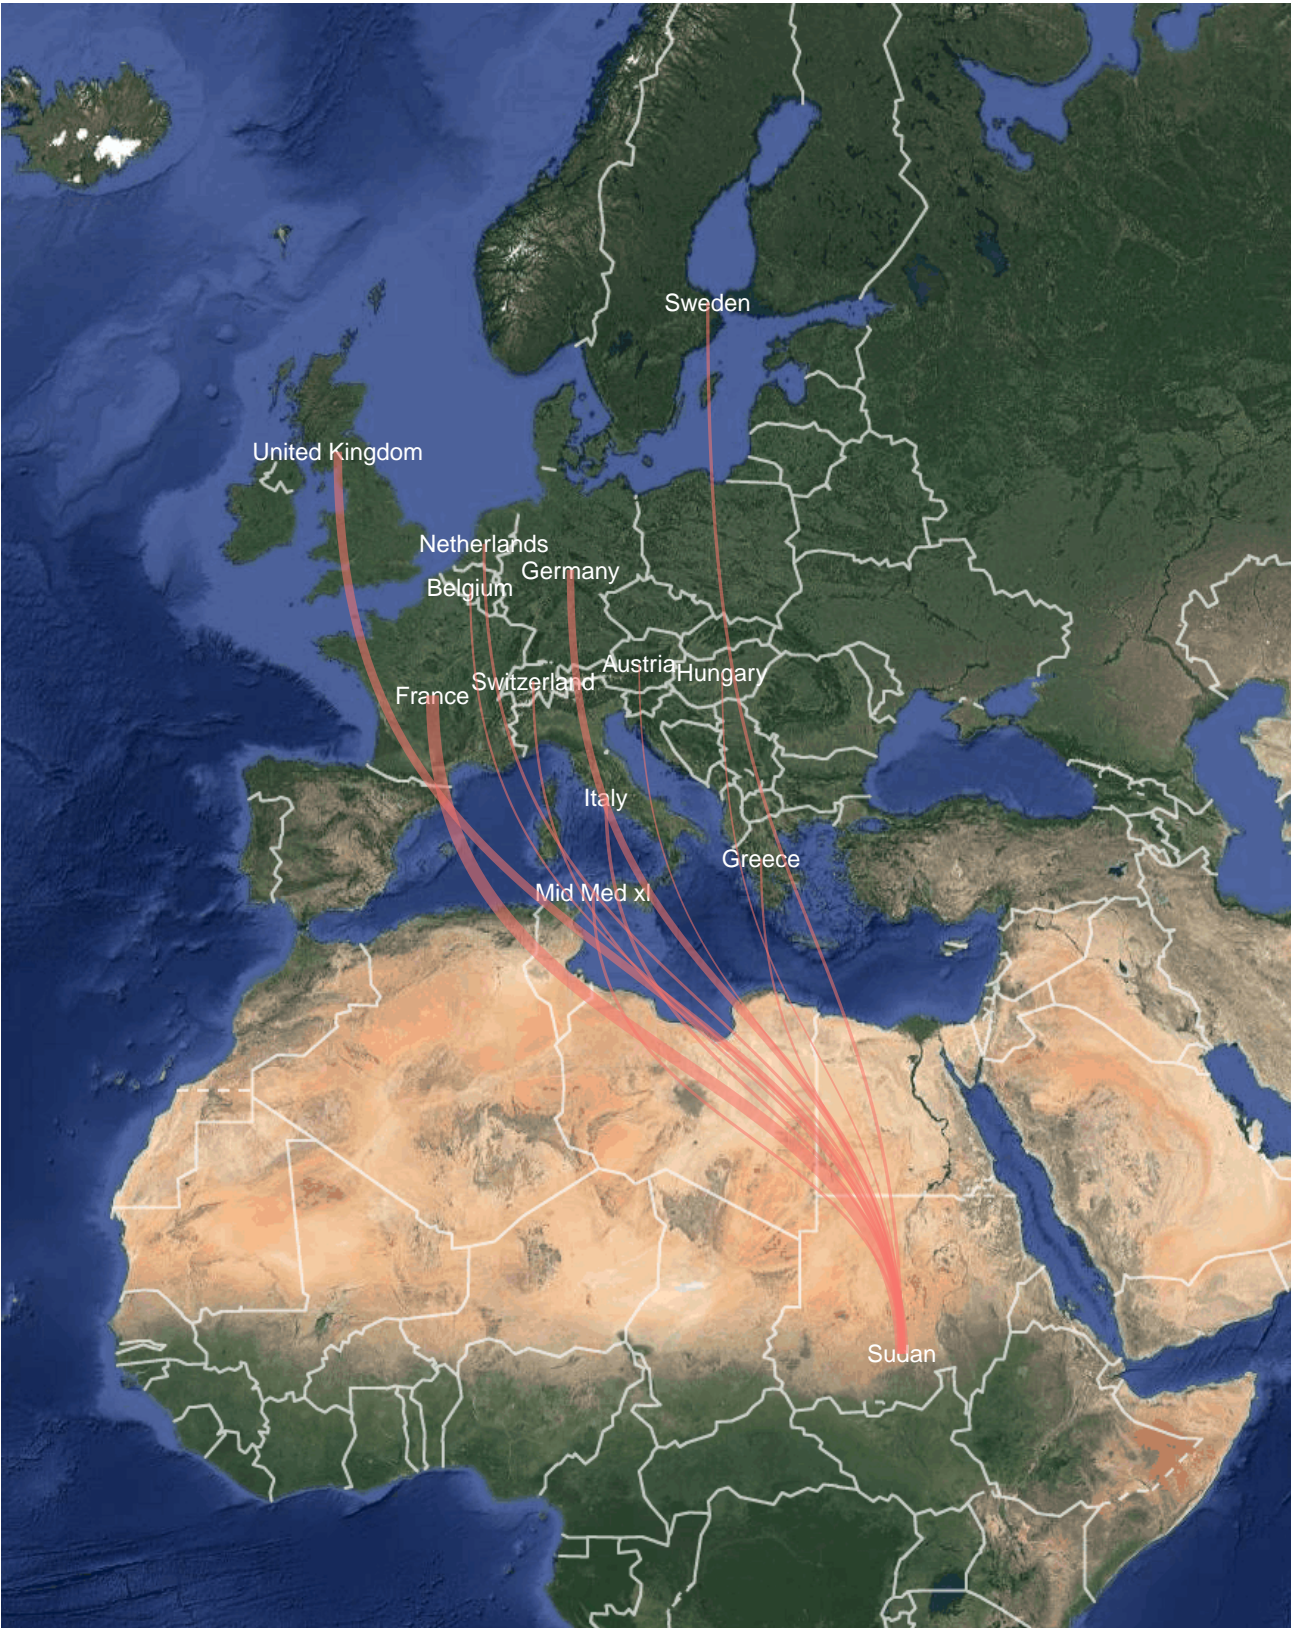 Sweden
United Kingdom
Netherlands
Germany
Belgium
Austria
Hungary
Switzerland
France
Italy
Greece
Mid Med xl
Sudan